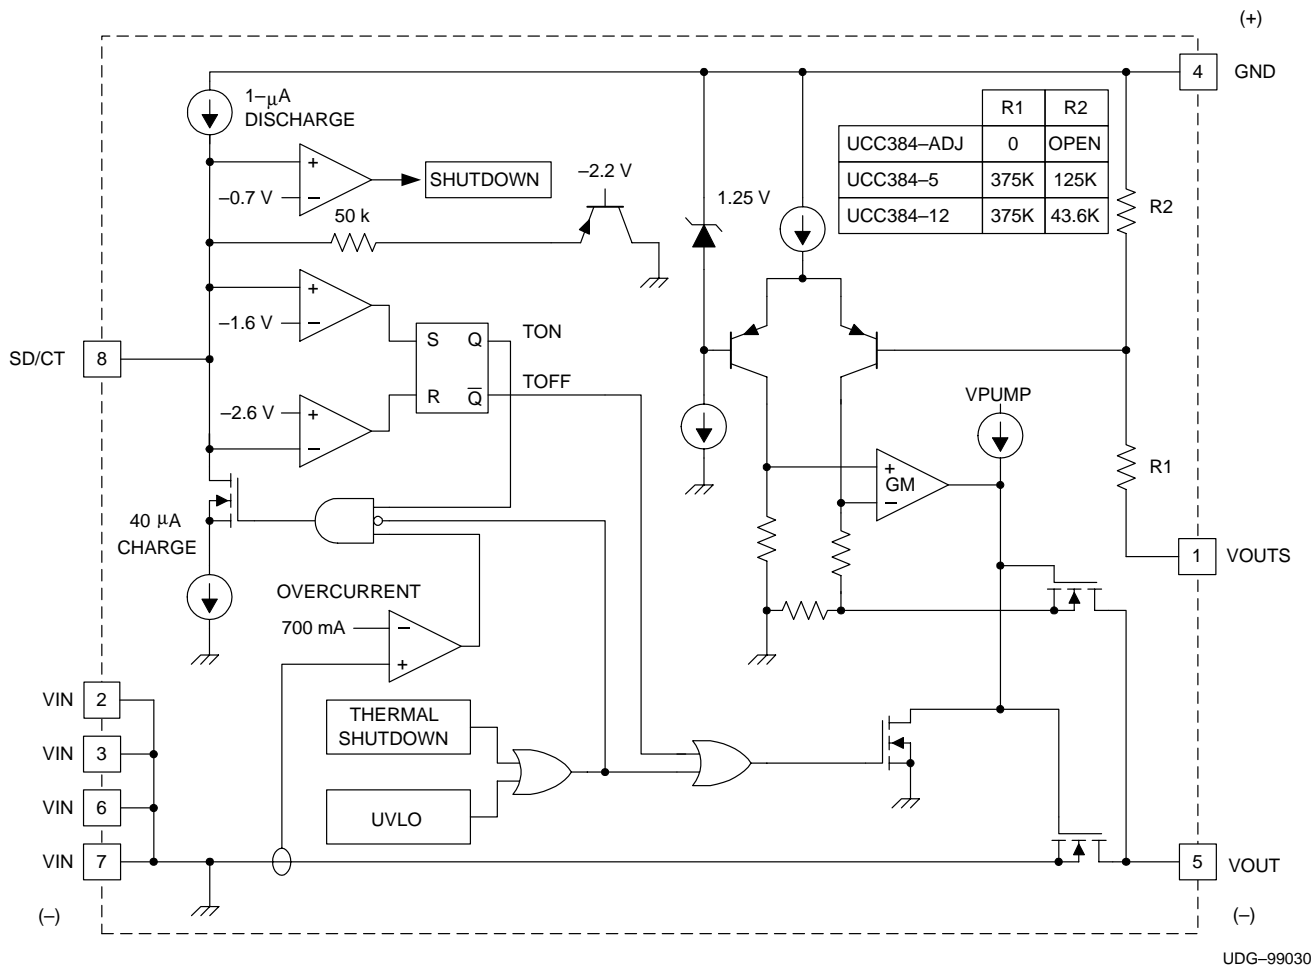 (+)
4
GND
1–μA
DISCHARGE
R1
R2
UCC384–ADJ
0
OPEN
UCC384–5
375K
125K
UCC384–12
375K
43.6K
+
–0.7 V
–
SHUTDOWN
–2.2 V
50 k
1.25 V
R2
+
–1.6 V
–
SD/CT
8
S
Q
TON
R
Q̅
TOFF
–2.6 V
+
–
VPUMP
+
GM
–
R1
40 μA
CHARGE
1
VOUTS
OVERCURRENT
700 mA
–
+
VIN
2
THERMAL
SHUTDOWN
VIN
3
VIN
6
UVLO
VIN
7
5
VOUT
(–)
(–)
UDG–99030